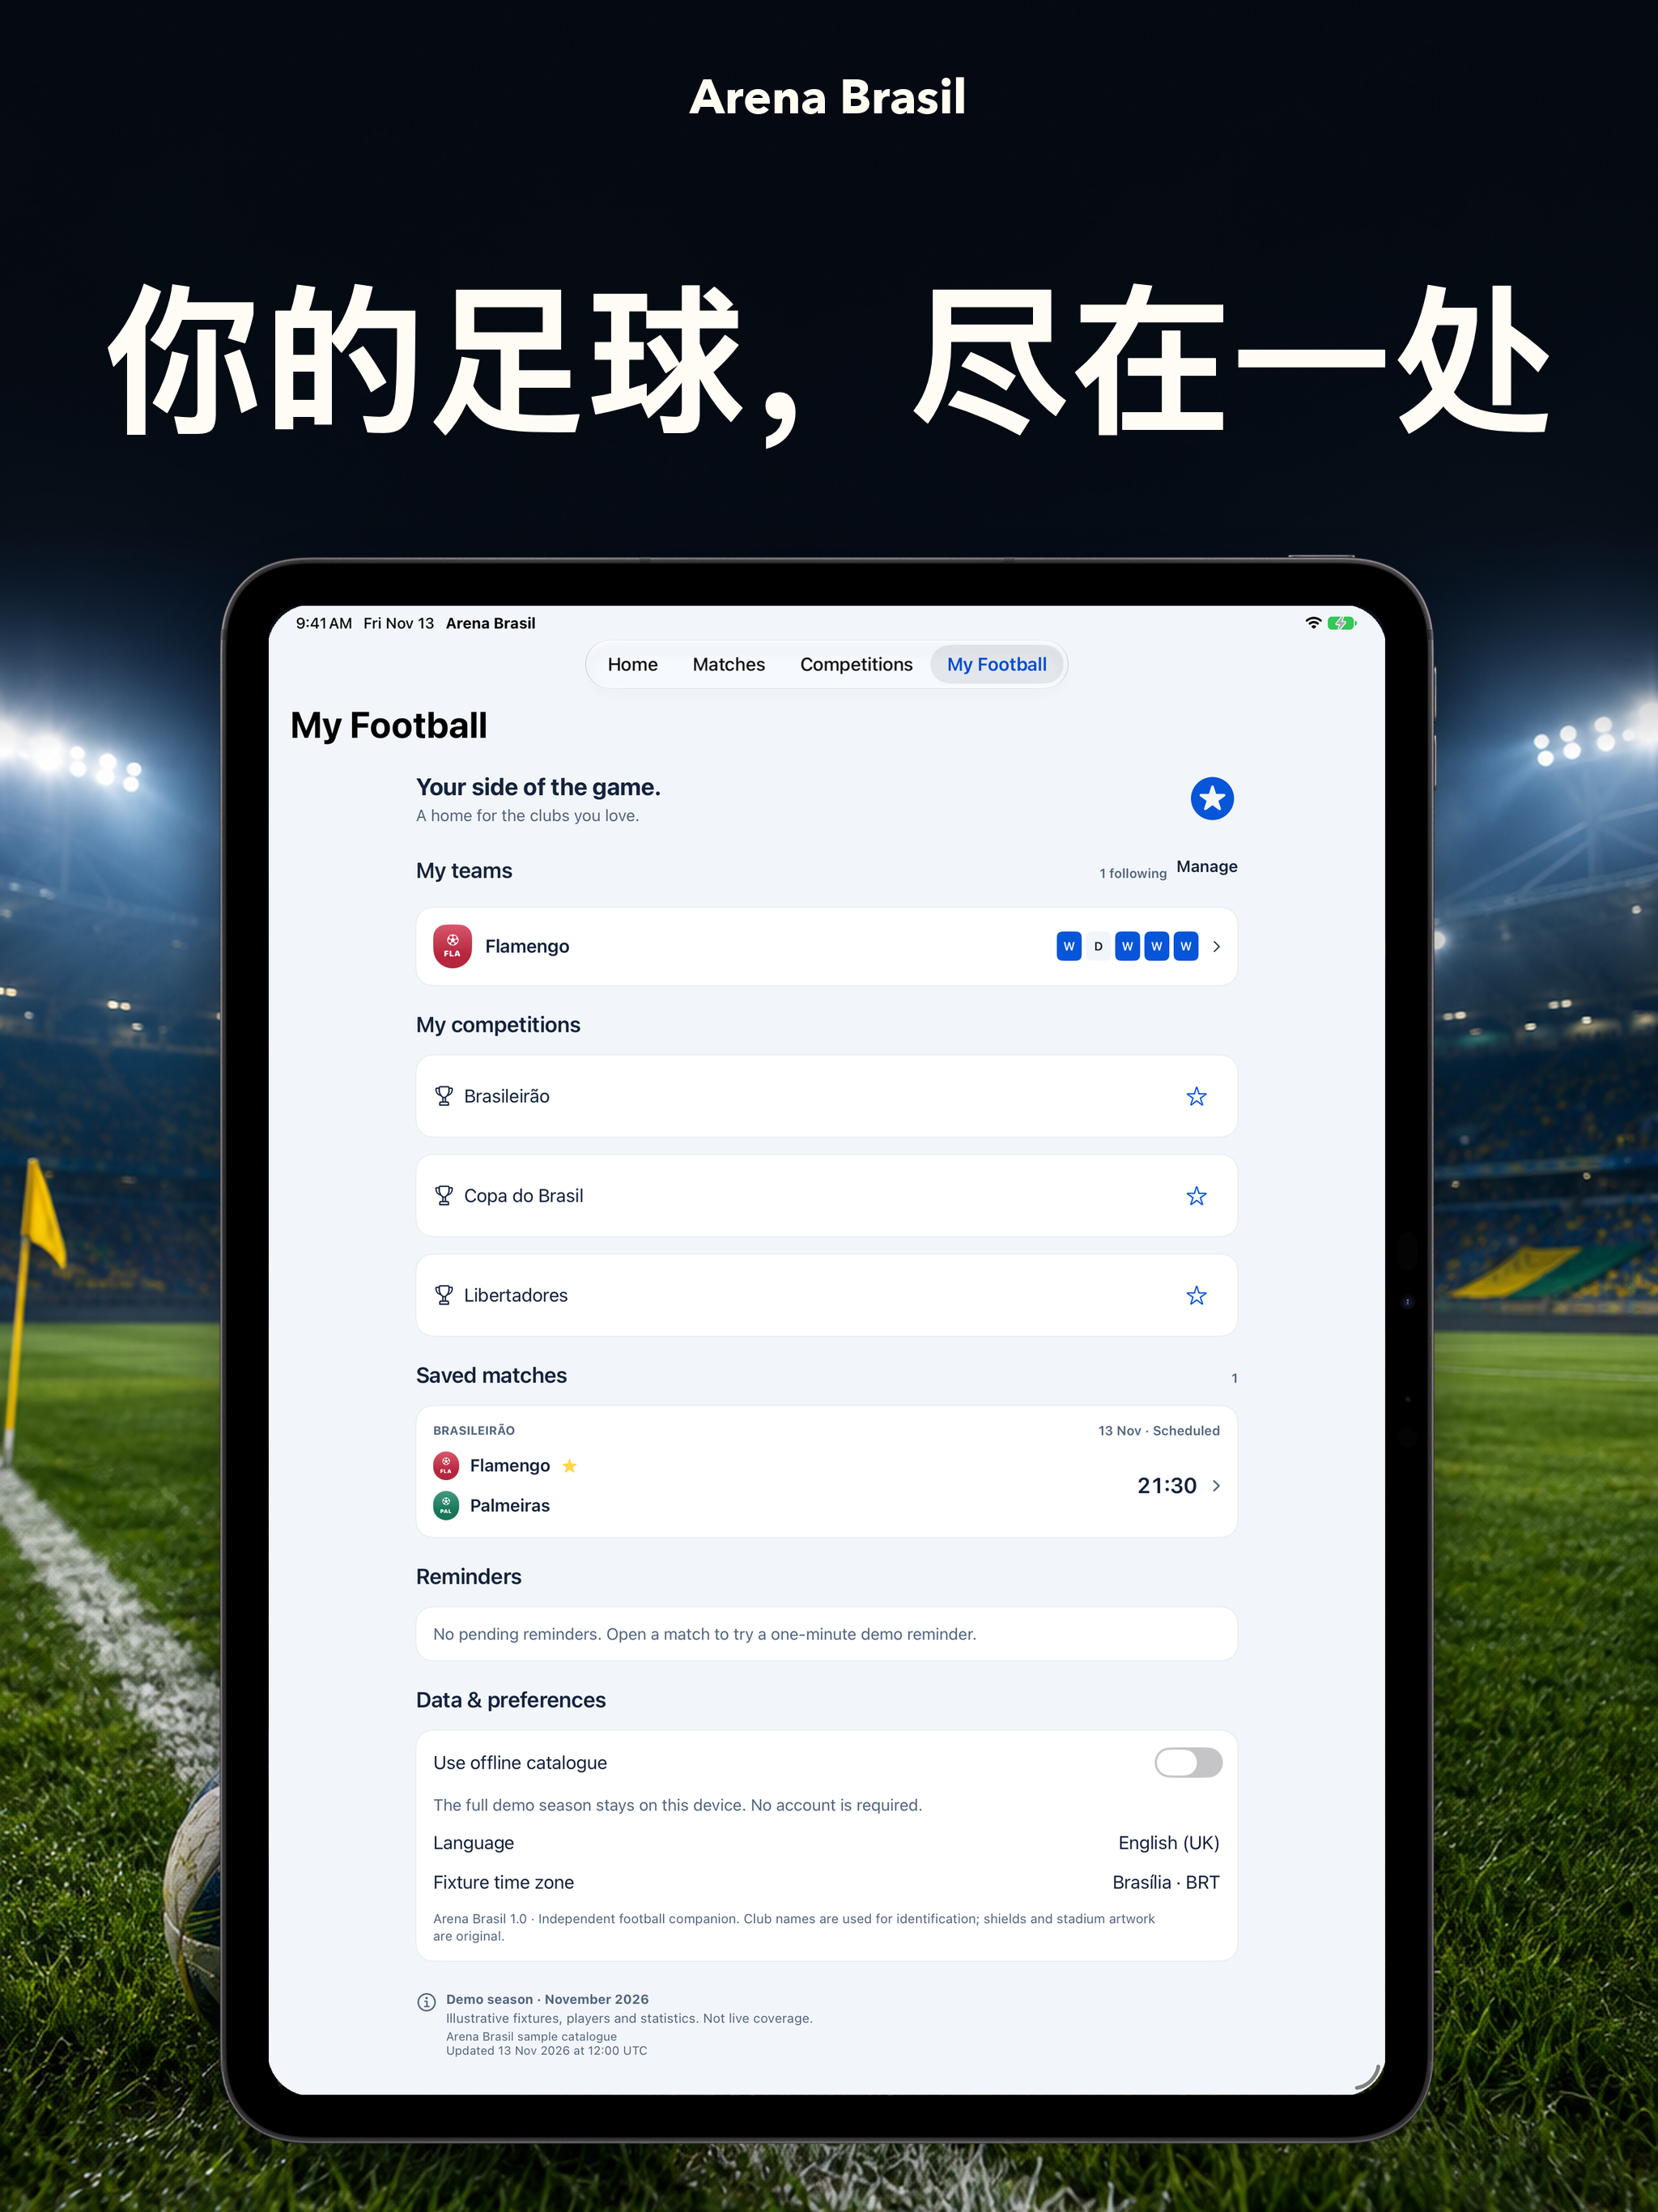 Arena Brasil
你的足球，尽在一处
9:41 AM Fri Nov 13 Arena Brasil
Home Matches Competitions My Football
My Football
Your side of the game.
A home for the clubs you love.
My teams 1 following Manage
FLA Flamengo W D W W W
My competitions
Brasileirão
Copa do Brasil
Libertadores
Saved matches 1
BRASILEIRÃO 13 Nov · Scheduled
FLA Flamengo
21:30
PAL Palmeiras
Reminders
No pending reminders. Open a match to try a one-minute demo reminder.
Data & preferences
Use offline catalogue
The full demo season stays on this device. No account is required.
Language English (UK)
Fixture time zone Brasília · BRT
Arena Brasil 1.0 · Independent football companion. Club names are used for identification; shields and stadium artwork
are original.
Demo season · November 2026
Illustrative fixtures, players and statistics. Not live coverage.
Arena Brasil sample catalogue
Updated 13 Nov 2026 at 12:00 UTC